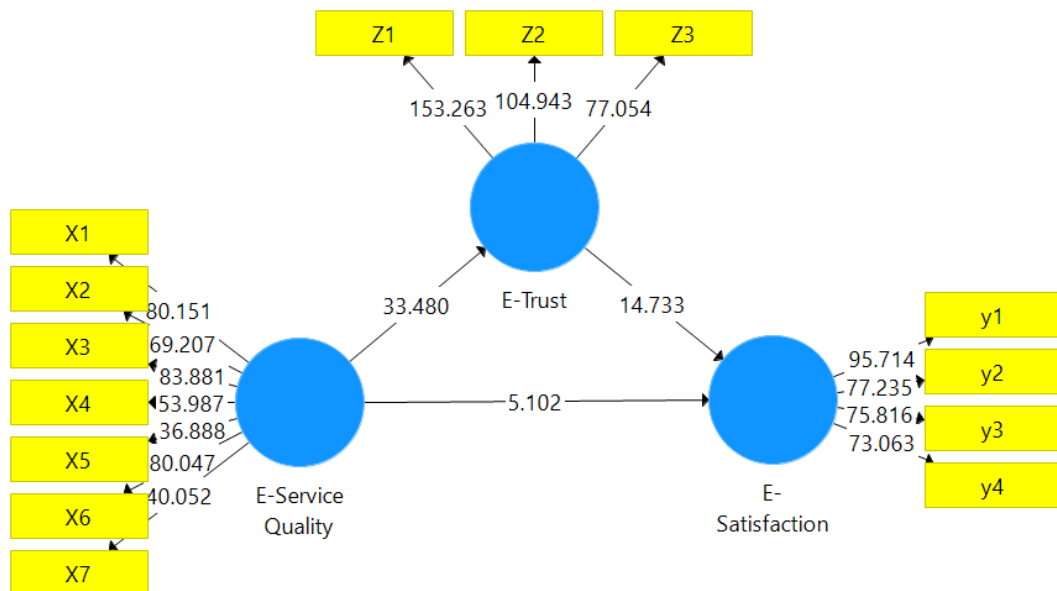 Z1
Z2
Z3
153.263
104.943
77.054
E-Trust
33.480
14.733
5.102
X1
X2
X3
X4
X5
X6
X7
80.151
69.207
83.881
53.987
36.888
80.047
40.052
E-Service
Quality
E-
Satisfaction
95.714
77.235
75.816
73.063
y1
y2
y3
y4